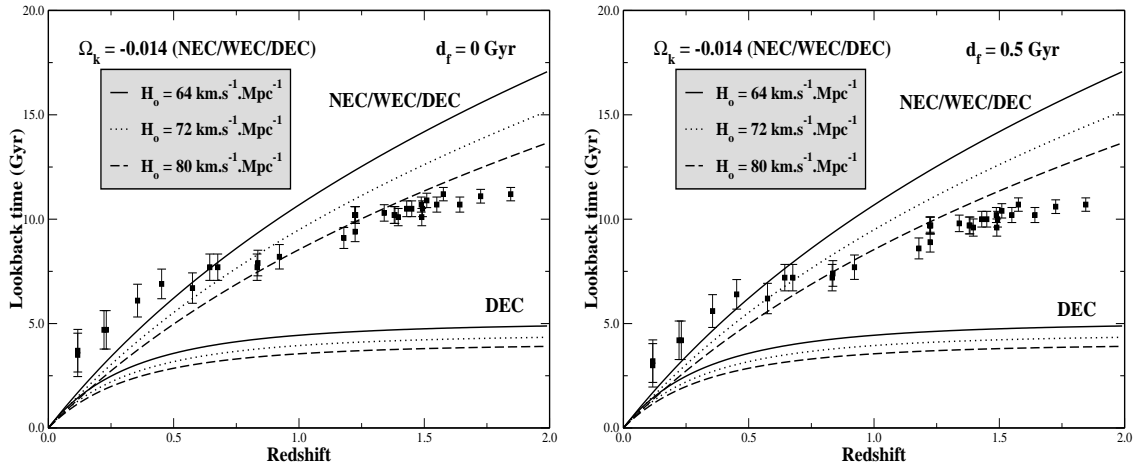 20.0
Ω_k = -0.014 (NEC/WEC/DEC)
d_f = 0 Gyr
H_o = 64 km.s^-1.Mpc^-1
H_o = 72 km.s^-1.Mpc^-1
H_o = 80 km.s^-1.Mpc^-1
NEC/WEC/DEC
15.0
10.0
5.0
0.0
Lookback time (Gyr)
DEC
0.0 0.5 1.0 1.5 2.0
Redshift
20.0
Ω_k = -0.014 (NEC/WEC/DEC)
d_f = 0.5 Gyr
H_o = 64 km.s^-1.Mpc^-1
H_o = 72 km.s^-1.Mpc^-1
H_o = 80 km.s^-1.Mpc^-1
NEC/WEC/DEC
15.0
10.0
5.0
0.0
Lookback time (Gyr)
DEC
0.0 0.5 1.0 1.5 2.0
Redshift